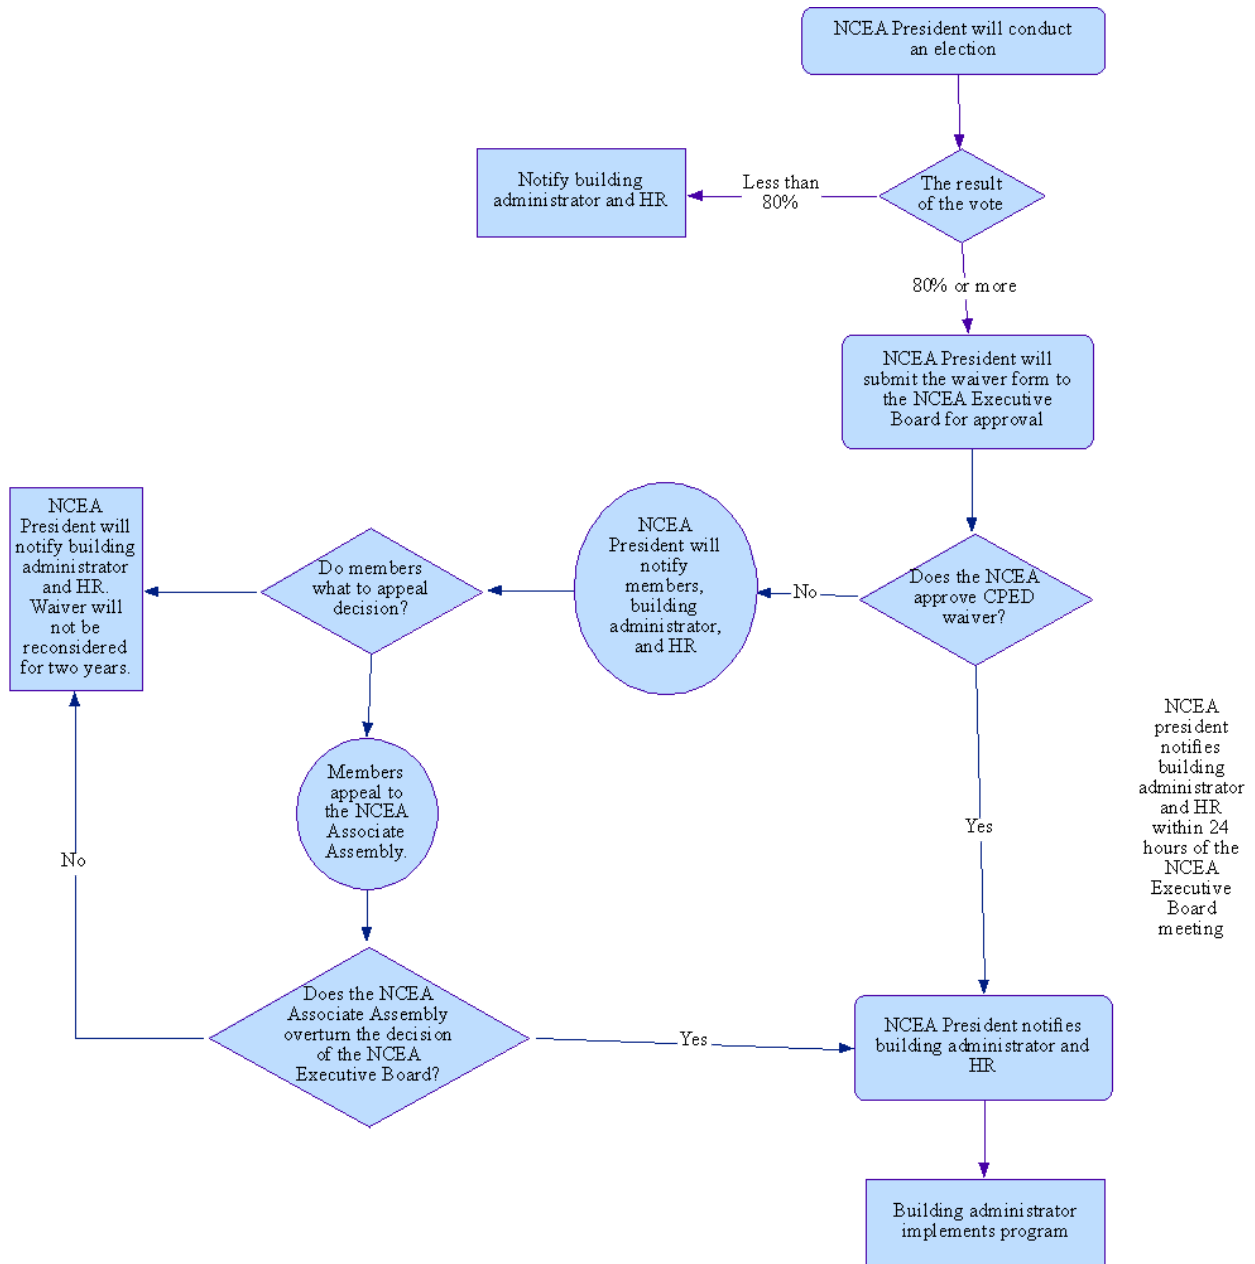 NCEA President will conduct
an election
The result
of the vote
Less than
80%
Notify building
administrator and HR
80% or more
NCEA President will
submit the waiver form to
the NCEA Executive
Board for approval
Does the NCEA
approve CPED
waiver?
No
NCEA
President will
notify
members,
building
administrator,
and HR
Do members
what to appeal
decision?
NCEA
President will
notify building
administrator
and HR.
Waiver will
not be
reconsidered
for two years.
Members
appeal to
the NCEA
Associate
Assembly.
Does the NCEA
Associate Assembly
overturn the decision
of the NCEA
Executive Board?
No
Yes
Yes
NCEA
president
notifies
building
administrator
and HR
within 24
hours of the
NCEA
Executive
Board
meeting
NCEA President notifies
building administrator and
HR
Building administrator
implements program